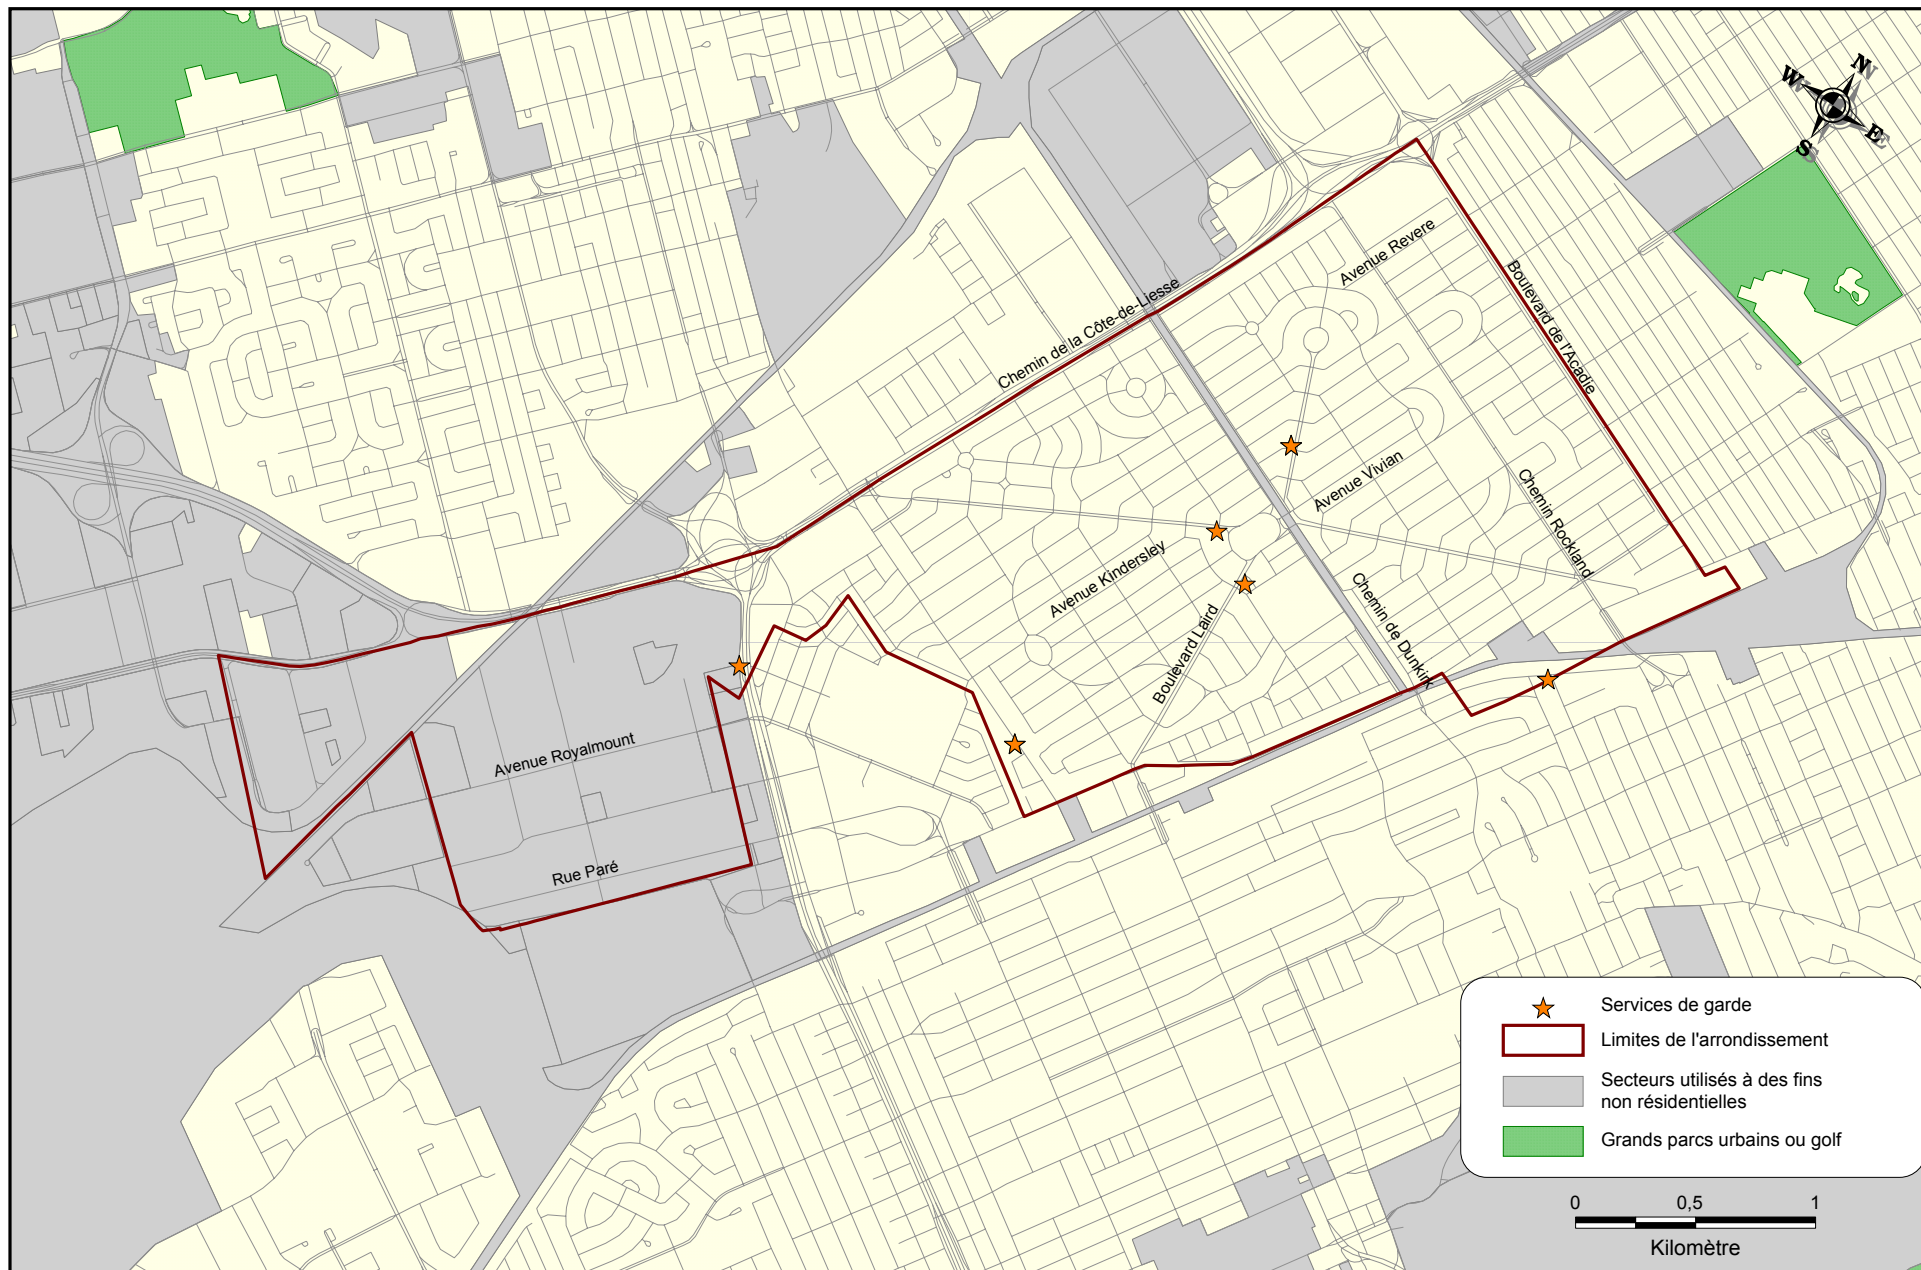 N
W
E
S
Avenue Revere
Boulevard de l'Acadie
Chemin de la Côte-de-Liesse
Avenue Vivian
Chemin Rockland
Avenue Kindersley
Chemin de Dunkirk
Boulevard Laird
Avenue Royalmount
Rue Paré
Services de garde
Limites de l'arrondissement
Secteurs utilisés à des fins
non résidentielles
Grands parcs urbains ou golf
0 0,5 1
Kilomètre